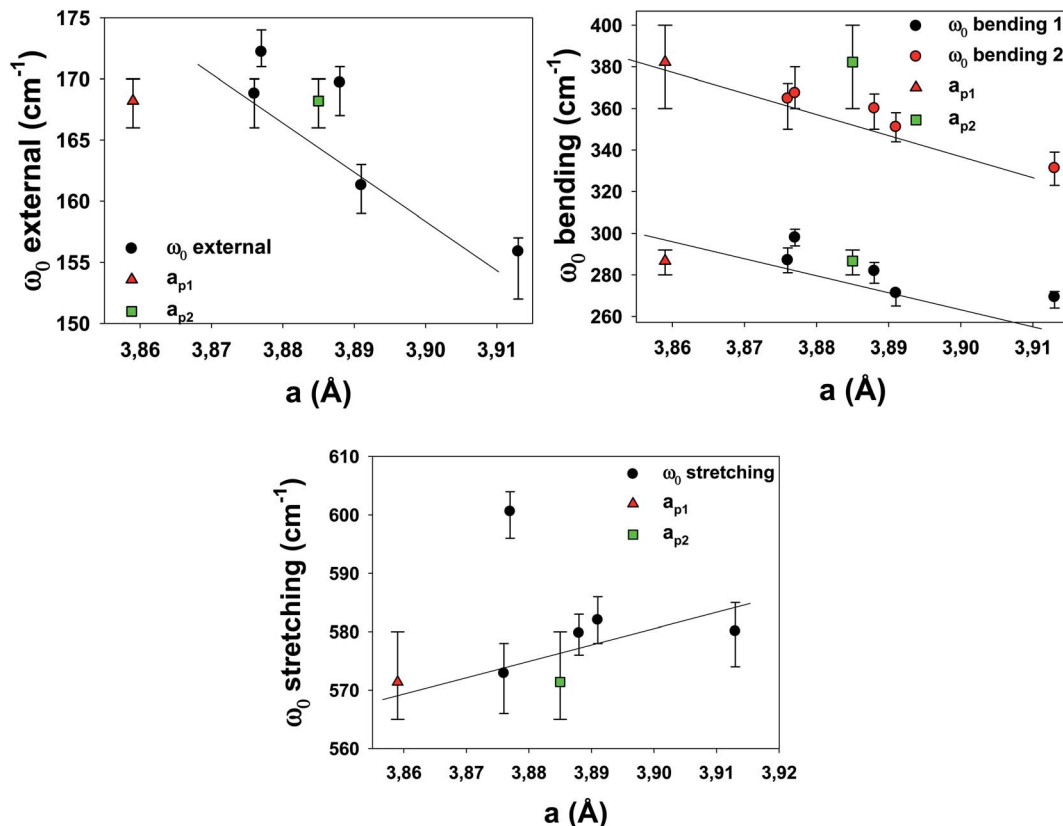 ω₀ external (cm⁻¹)
175
170
165
160
155
150
ω₀ external
aₚ₁
aₚ₂
3,86 3,87 3,88 3,89 3,90 3,91
a (Å)
ω₀ bending (cm⁻¹)
400
380
360
340
320
300
280
260
ω₀ bending 1
ω₀ bending 2
aₚ₁
aₚ₂
3,86 3,87 3,88 3,89 3,90 3,91
a (Å)
ω₀ stretching (cm⁻¹)
610
600
590
580
570
560
ω₀ stretching
aₚ₁
aₚ₂
3,86 3,87 3,88 3,89 3,90 3,91 3,92
a (Å)